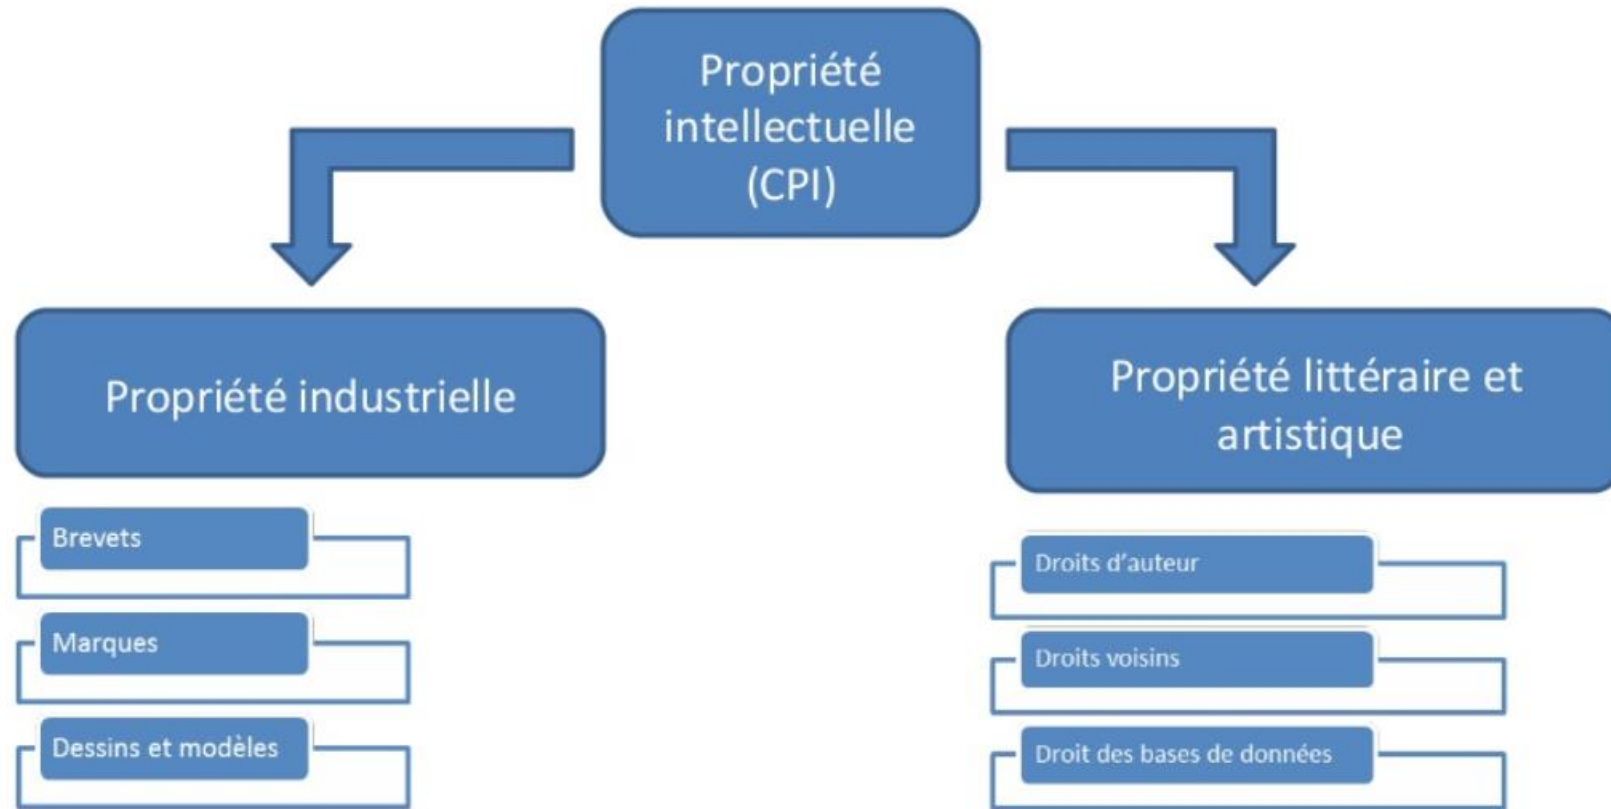 Propriété
intellectuelle
(CPI)
Propriété industrielle
Brevets
Marques
Dessins et modèles
Propriété littéraire et
artistique
Droits d’auteur
Droits voisins
Droit des bases de données